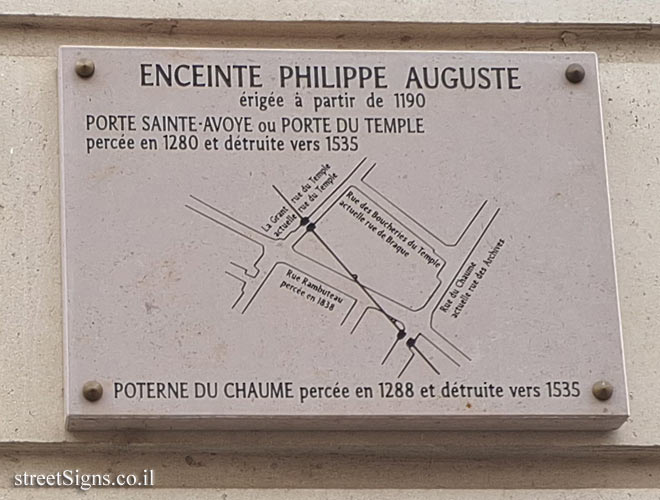 ENCEINTE PHILIPPE AUGUSTE
érigée à partir de 1190
PORTE SAINTE-AVOYE ou PORTE DU TEMPLE
percée en 1280 et détruite vers 1535
La Grant rue du Temple
actuelle rue du Temple
Rue des Boucheries du Temple
actuelle rue de Braque
Rue Rambuteau
percée en 1838
Rue du Chaume
actuelle rue des Archives
POTERNE DU CHAUME percée en 1288 et détruite vers 1535
streetSigns.co.il